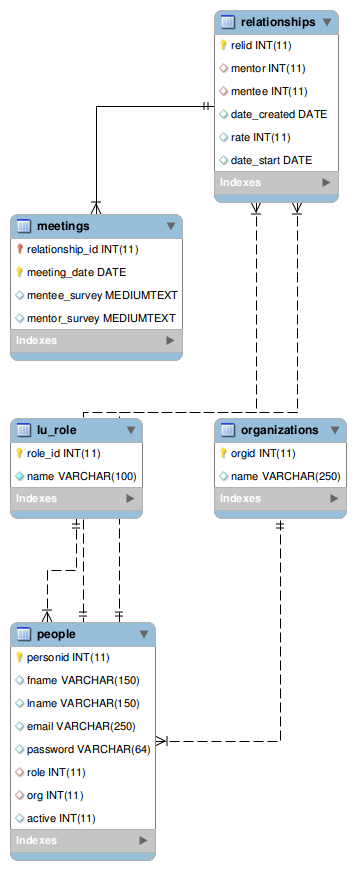 relationships
relid INT(11)
mentor INT(11)
mentee INT(11)
date_created DATE
rate INT(11)
date_start DATE
Indexes
meetings
relationship_id INT(11)
meeting_date DATE
mentee_survey MEDIUMTEXT
mentor_survey MEDIUMTEXT
Indexes
lu_role
role_id INT(11)
name VARCHAR(100)
Indexes
organizations
orgid INT(11)
name VARCHAR(250)
Indexes
people
personid INT(11)
fname VARCHAR(150)
lname VARCHAR(150)
email VARCHAR(250)
password VARCHAR(64)
role INT(11)
org INT(11)
active INT(11)
Indexes